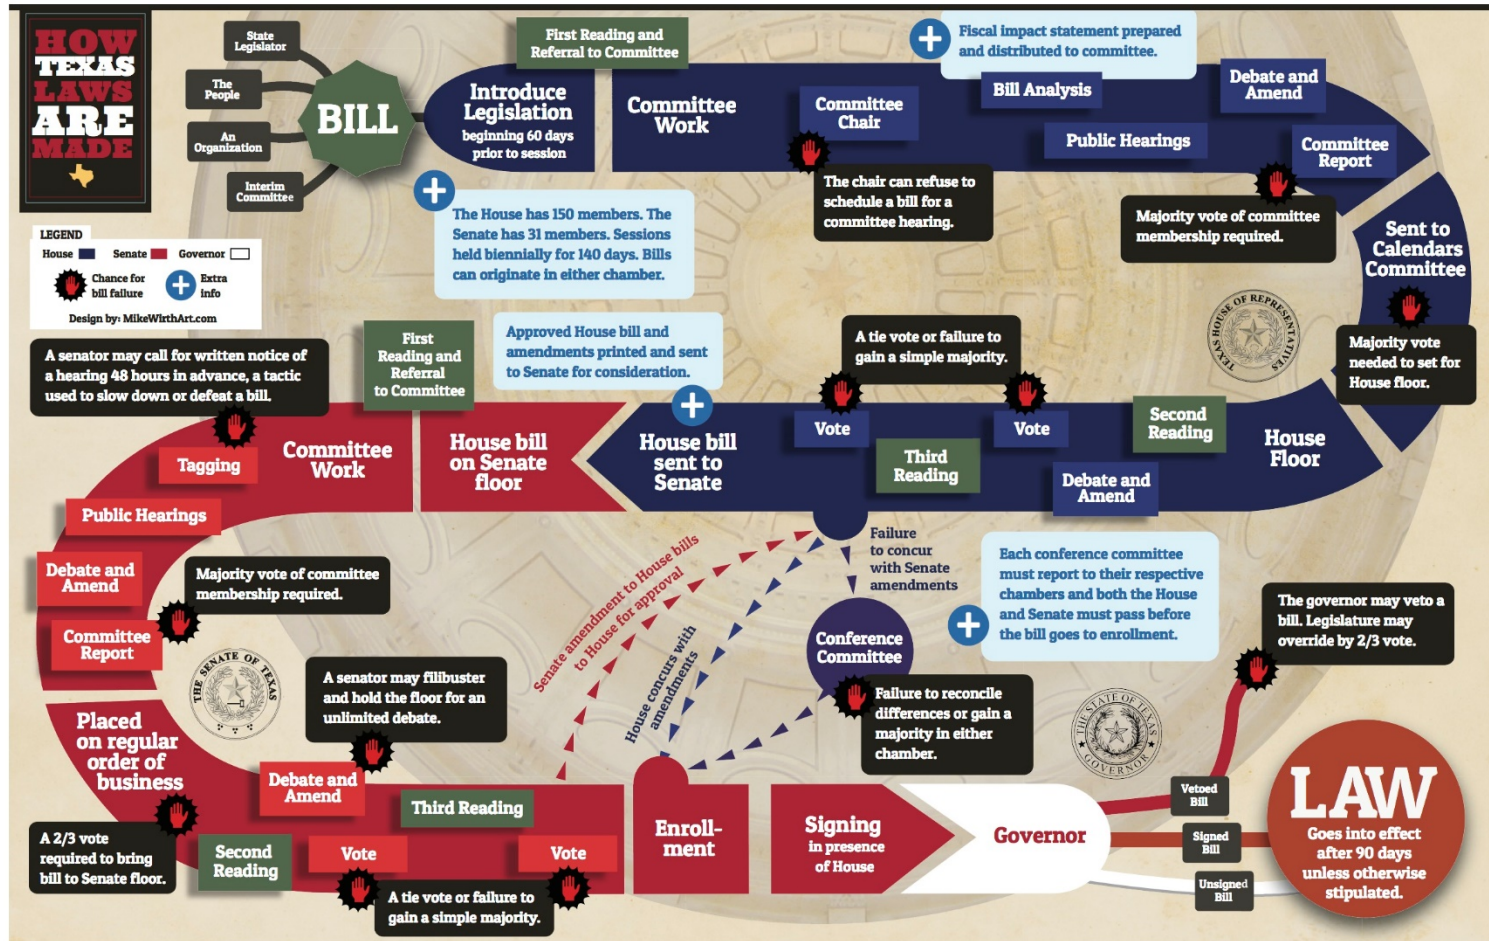 HOW
TEXAS
LAWS
ARE
MADE
State
Legislator
The
People
An
Organization
Interim
Committee
BILL
Introduce
Legislation
beginning 60 days
prior to session
First Reading and
Referral to Committee
Committee
Work
Committee
Chair
Fiscal impact statement prepared
and distributed to committee.
Bill Analysis
Public Hearings
Debate and
Amend
Committee
Report
The House has 150 members. The
Senate has 31 members. Sessions
held biennially for 140 days. Bills
can originate in either chamber.
The chair can refuse to
schedule a bill for a
committee hearing.
Majority vote of committee
membership required.
Sent to
Calendars
Committee
Majority vote
needed to set for
House floor.
LEGEND
House
Senate
Governor
Chance for
bill failure
Extra
info
Design by: MikeWirthArt.com
TEXAS HOUSE OF REPRESENTATIVES
House
Floor
Second
Reading
Debate and
Amend
Vote
Third
Reading
Vote
A tie vote or failure to
gain a simple majority.
Approved House bill and
amendments printed and sent
to Senate for consideration.
House bill
sent to
Senate
House bill
on Senate
floor
First
Reading and
Referral
to Committee
Committee
Work
A senator may call for written notice of
a hearing 48 hours in advance, a tactic
used to slow down or defeat a bill.
Tagging
Public Hearings
Debate and
Amend
Committee
Report
Majority vote of committee
membership required.
THE SENATE OF TEXAS
Placed
on regular
order of
business
A 2/3 vote
required to bring
bill to Senate floor.
Second
Reading
Debate and
Amend
A senator may filibuster
and hold the floor for an
unlimited debate.
Vote
Third Reading
Vote
A tie vote or failure to
gain a simple majority.
Senate amendment to House bills
to House for approval
House concurs with
amendments
Failure
to concur
with Senate
amendments
Conference
Committee
Each conference committee
must report to their respective
chambers and both the House
and Senate must pass before
the bill goes to enrollment.
Failure to reconcile
differences or gain a
majority in either
chamber.
Enroll-
ment
Signing
in presence
of House
Governor
THE STATE OF TEXAS
GOVERNOR
The governor may veto a
bill. Legislature may
override by 2/3 vote.
Vetoed
Bill
Signed
Bill
Unsigned
Bill
LAW
Goes into effect
after 90 days
unless otherwise
stipulated.